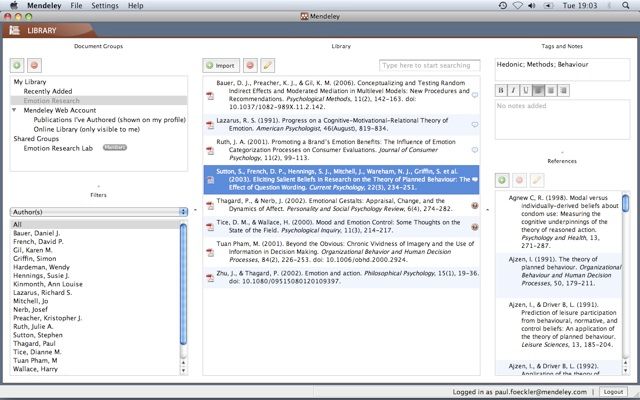 Mendeley File Settings Help Tue 19:03
Mendeley
LIBRARY
Document Groups
My Library
Recently Added
Emotion Research
Mendeley Web Account
Publications I've Authored (shown on my profile)
Online Library (only visible to me)
Shared Groups
Emotion Research Lab Members
Filters
Author(s)
All
Bauer, Daniel J.
French, David P.
Gil, Karen M.
Griffin, Simon
Hardeman, Wendy
Hennings, Susie J.
Kinmonth, Ann Louise
Lazarus, Richard S.
Mitchell, Jo
Nerb, Josef
Preacher, Kristopher J.
Ruth, Julie A.
Sutton, Stephen
Thagard, Paul
Tice, Dianne M.
Tuan Pham, M
Wallace, Harry
Library
Import
Type here to start searching
Bauer, D. J., Preacher, K. J., & Gil, K. M. (2006). Conceptualizing and Testing Random
Indirect Effects and Moderated Mediation in Multilevel Models: New Procedures and
Recommendations. Psychological Methods, 11(2), 142-163. doi:
10.1037/1082-989X.11.2.142.
Lazarus, R. S. (1991). Progress on a Cognitive-Motivational-Relational Theory of
Emotion. American Psychologist, 46(August), 819-834.
Ruth, J. A. (2001). Promoting a Brand's Emotion Benefits: The Influence of Emotion
Categorization Processes on Consumer Evaluations. Journal of Consumer
Psychology, 11(2), 99-113.
Sutton, S., French, D. P., Hennings, S. J., Mitchell, J., Wareham, N. J., Griffin, S. et al.
(2003). Eliciting Salient Beliefs in Research on the Theory of Planned Behaviour: The
Effect of Question Wording. Current Psychology, 22(3), 234-251.
Thagard, P., & Nerb, J. (2002). Emotional Gestalts: Appraisal, Change, and the
Dynamics of Affect. Personality and Social Psychology Review, 6(4), 274-282.
Tice, D. M., & Wallace, H. (2000). Mood and Emotion Control: Some Thoughts on
the State of the Field. Psychological Inquiry, 11(3), 214-217.
Tuan Pham, M. (2001). Beyond the Obvious: Chronic Vividness of Imagery and the Use of
Information in Decision Making. Organizational Behavior and Human Decision
Processes, 84(2), 226-253. doi: 10.1006/obhd.2000.2924.
Zhu, J., & Thagard, P. (2002). Emotion and action. Philosophical Psychology, 15(1), 19-36.
doi: 10.1080/09515080120109397.
Tags and Notes
Hedonic; Methods; Behaviour
B I U
No notes added.
References
Agnew C, R. (1998). Modal versus
individually-derived beliefs about
condom use: Measuring the
cognitive underpinnings of the
theory of reasoned action.
Psychology and Health, 13,
271-287.
Ajzen, I. (1991). The theory of
planned behaviour. Organizational
Behavior and Human Decision
Processes, 50, 179-211.
Ajzen, I., & Driver B, L. (1991).
Prediction of leisure participation
from behavioural, normative, and
control beliefs: An application of
the theory of planned behavior.
Leisure Sciences, 13, 185-204.
Ajzen, I., & Driver B, L. (1992).
Application of the theory of
Logged in as paul.foeckler@mendeley.com | Logout